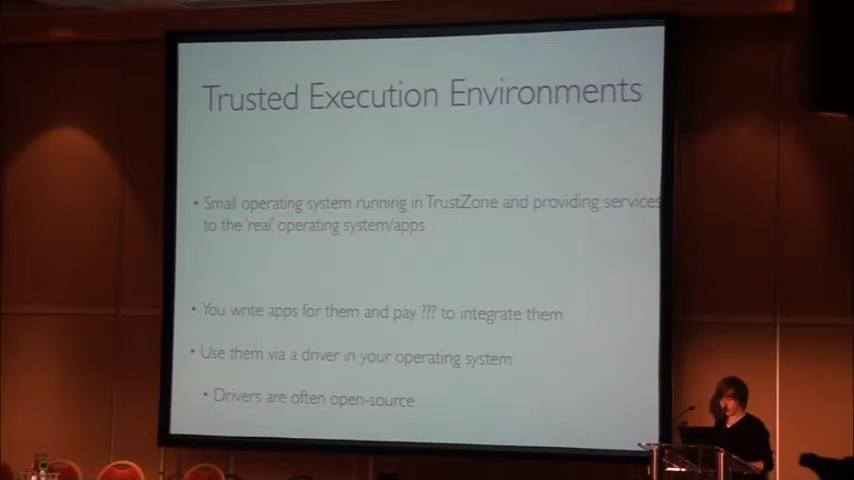 Trusted Execution Environments
• Small operating system running in TrustZone and providing services
to the 'real' operating system/apps
• You write apps for them and pay ??? to integrate them
• Use them via a driver in your operating system
• Drivers are often open-source